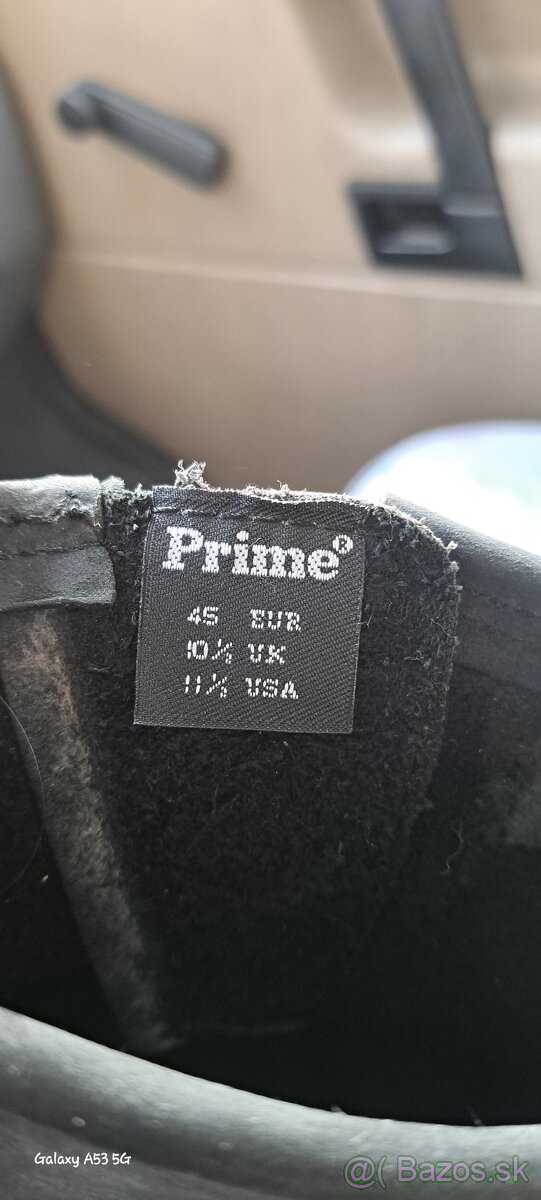 Prime®
45 EUR
10½ UK
11½ USA
Galaxy A53 5G
@( Bazos.sk